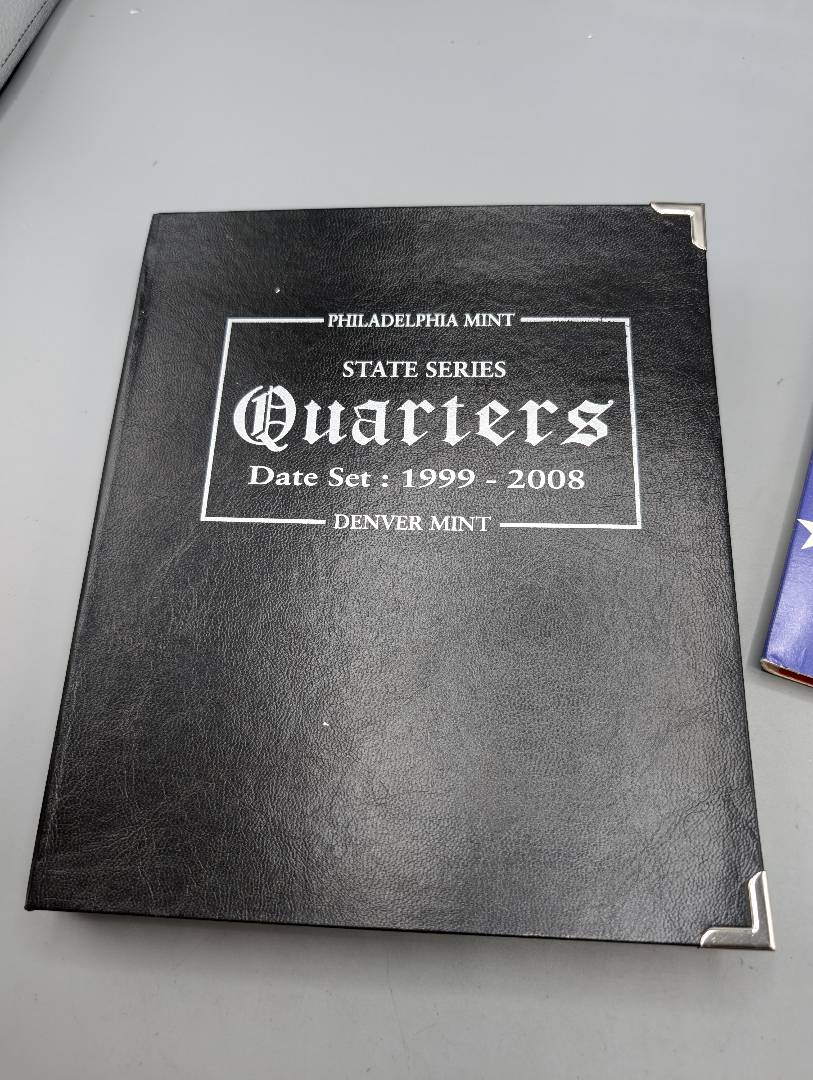 PHILADELPHIA MINT
STATE SERIES
Quarters
Date Set : 1999 - 2008
DENVER MINT